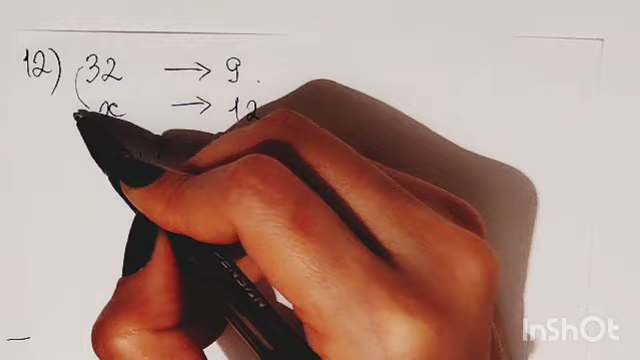 12) 32 → 9.
x → 12
InShOt